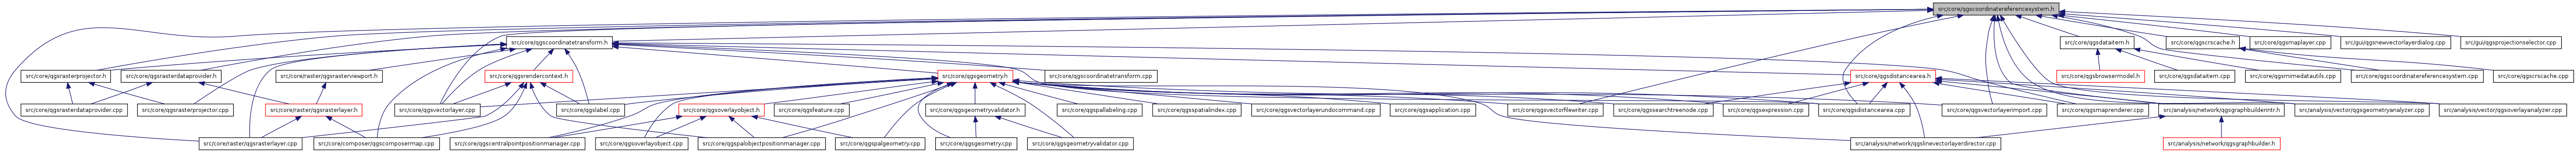 src/core/qgscoordinatereferencesystem.h
src/core/qgscoordinatetransform.h
src/core/qgsdataitem.h
src/core/qgscrscache.h
src/core/qgsmaplayer.cpp
src/gui/qgsnewvectorlayerdialog.cpp
src/gui/qgsprojectionselector.cpp
src/core/qgsrasterprojector.h
src/core/qgsrasterdataprovider.h
src/core/raster/qgsrasterviewport.h
src/core/qgsrendercontext.h
src/core/qgsgeometry.h
src/core/qgscoordinatetransform.cpp
src/core/qgsdistancearea.h
src/core/qgsbrowsermodel.h
src/core/qgsdataitem.cpp
src/core/qgsmimedatautils.cpp
src/core/qgscoordinatereferencesystem.cpp
src/core/qgscrscache.cpp
src/core/qgsrasterdataprovider.cpp
src/core/qgsrasterprojector.cpp
src/core/raster/qgsrasterlayer.h
src/core/qgsvectorlayer.cpp
src/core/qgslabel.cpp
src/core/qgsoverlayobject.h
src/core/qgsfeature.cpp
src/core/qgsgeometryvalidator.h
src/core/qgspallabeling.cpp
src/core/qgsspatialindex.cpp
src/core/qgsvectorlayerundocommand.cpp
src/core/qgsapplication.cpp
src/core/qgsvectorfilewriter.cpp
src/core/qgssearchtreenode.cpp
src/core/qgsexpression.cpp
src/core/qgsdistancearea.cpp
src/core/qgsvectorlayerimport.cpp
src/core/qgsmaprenderer.cpp
src/analysis/network/qgsgraphbuilderintr.h
src/analysis/vector/qgsgeometryanalyzer.cpp
src/analysis/vector/qgsoverlayanalyzer.cpp
src/core/raster/qgsrasterlayer.cpp
src/core/composer/qgscomposermap.cpp
src/core/qgscentralpointpositionmanager.cpp
src/core/qgsoverlayobject.cpp
src/core/qgspalobjectpositionmanager.cpp
src/core/qgspalgeometry.cpp
src/core/qgsgeometry.cpp
src/core/qgsgeometryvalidator.cpp
src/analysis/network/qgslinevectorlayerdirector.cpp
src/analysis/network/qgsgraphbuilder.h